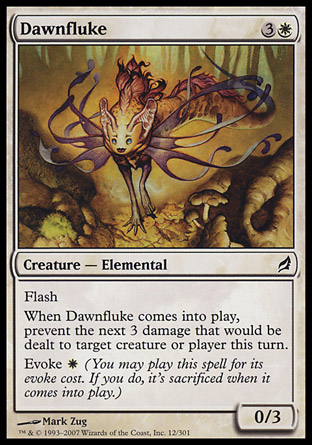 Dawnfluke 3
Creature — Elemental
Flash
When Dawnfluke comes into play,
prevent the next 3 damage that would be
dealt to target creature or player this turn.
Evoke (You may play this spell for its
evoke cost. If you do, it's sacrificed when it
comes into play.)
Mark Zug
™ & © 1993–2007 Wizards of the Coast, Inc. 12/301
0/3